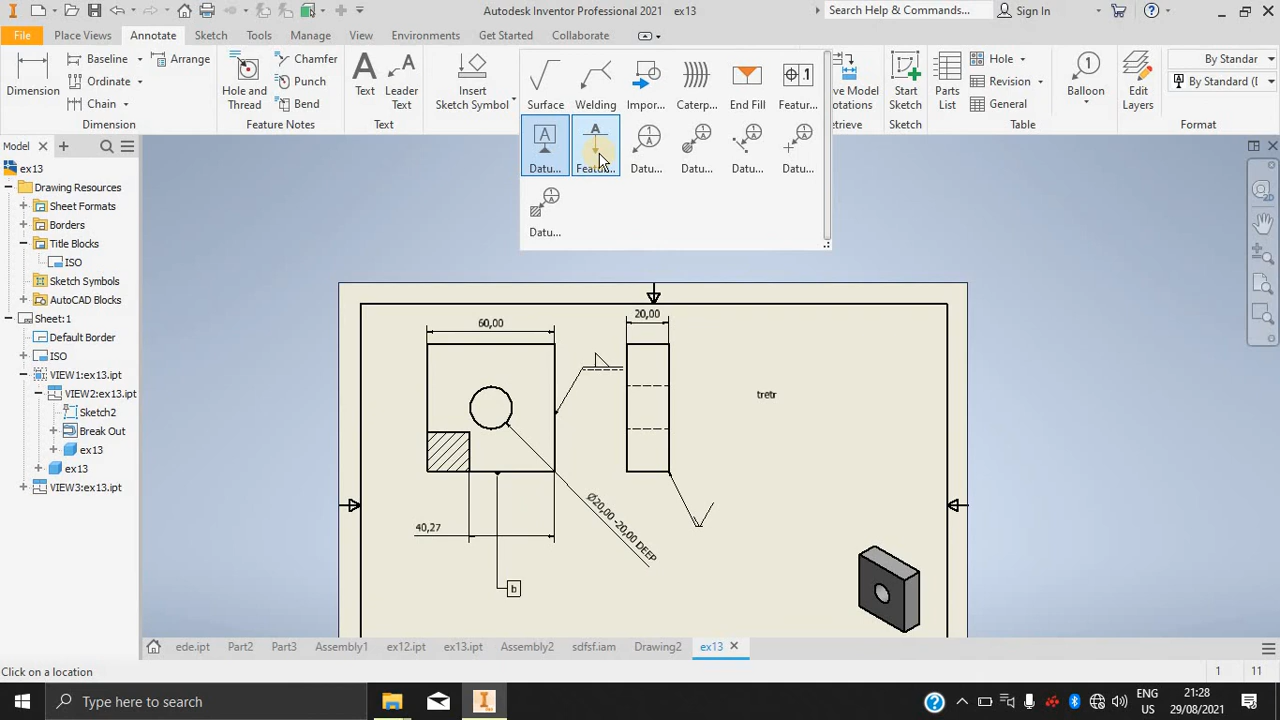 Autodesk Inventor Professional 2021 ex13
Search Help & Commands...
Sign In
File Place Views Annotate Sketch Tools Manage View Environments Get Started Collaborate
Dimension
Baseline
Ordinate
Chain
Arrange
Dimension
Hole and
Thread
Chamfer
Punch
Bend
Feature Notes
Text
Leader
Text
Text
Insert
Sketch Symbol
Surface Welding Impor... Caterp... End Fill Featur...
Datu... Featu... Datu... Datu... Datu... Datu...
Datu...
ve Model
otations
etrieve
Start
Sketch
Sketch
Parts
List
Hole
Revision
General
Table
Balloon
Edit
Layers
By Standar
By Standard (I
Format
Model
ex13
Drawing Resources
Sheet Formats
Borders
Title Blocks
ISO
Sketch Symbols
AutoCAD Blocks
Sheet:1
Default Border
ISO
VIEW1:ex13.ipt
VIEW2:ex13.ipt
Sketch2
Break Out
ex13
ex13
VIEW3:ex13.ipt
60,00
20,00
tretr
40,27
Ø20,00 -20,00 DEEP
b
ede.ipt Part2 Part3 Assembly1 ex12.ipt ex13.ipt Assembly2 sdfsf.iam Drawing2 ex13
Click on a location
1 11
Type here to search
ENG
US
21:28
29/08/2021